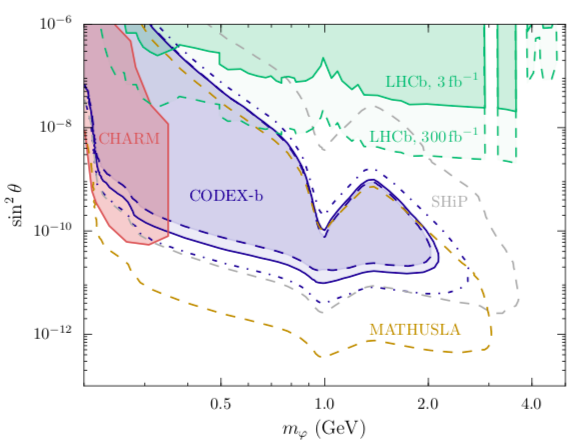 10⁻⁶
10⁻⁸
10⁻¹⁰
10⁻¹²
sin² θ
LHCb, 3 fb⁻¹
LHCb, 300 fb⁻¹
CHARM
CODEX-b
SHiP
MATHUSLA
0.5 1.0 2.0 4.0
mφ (GeV)